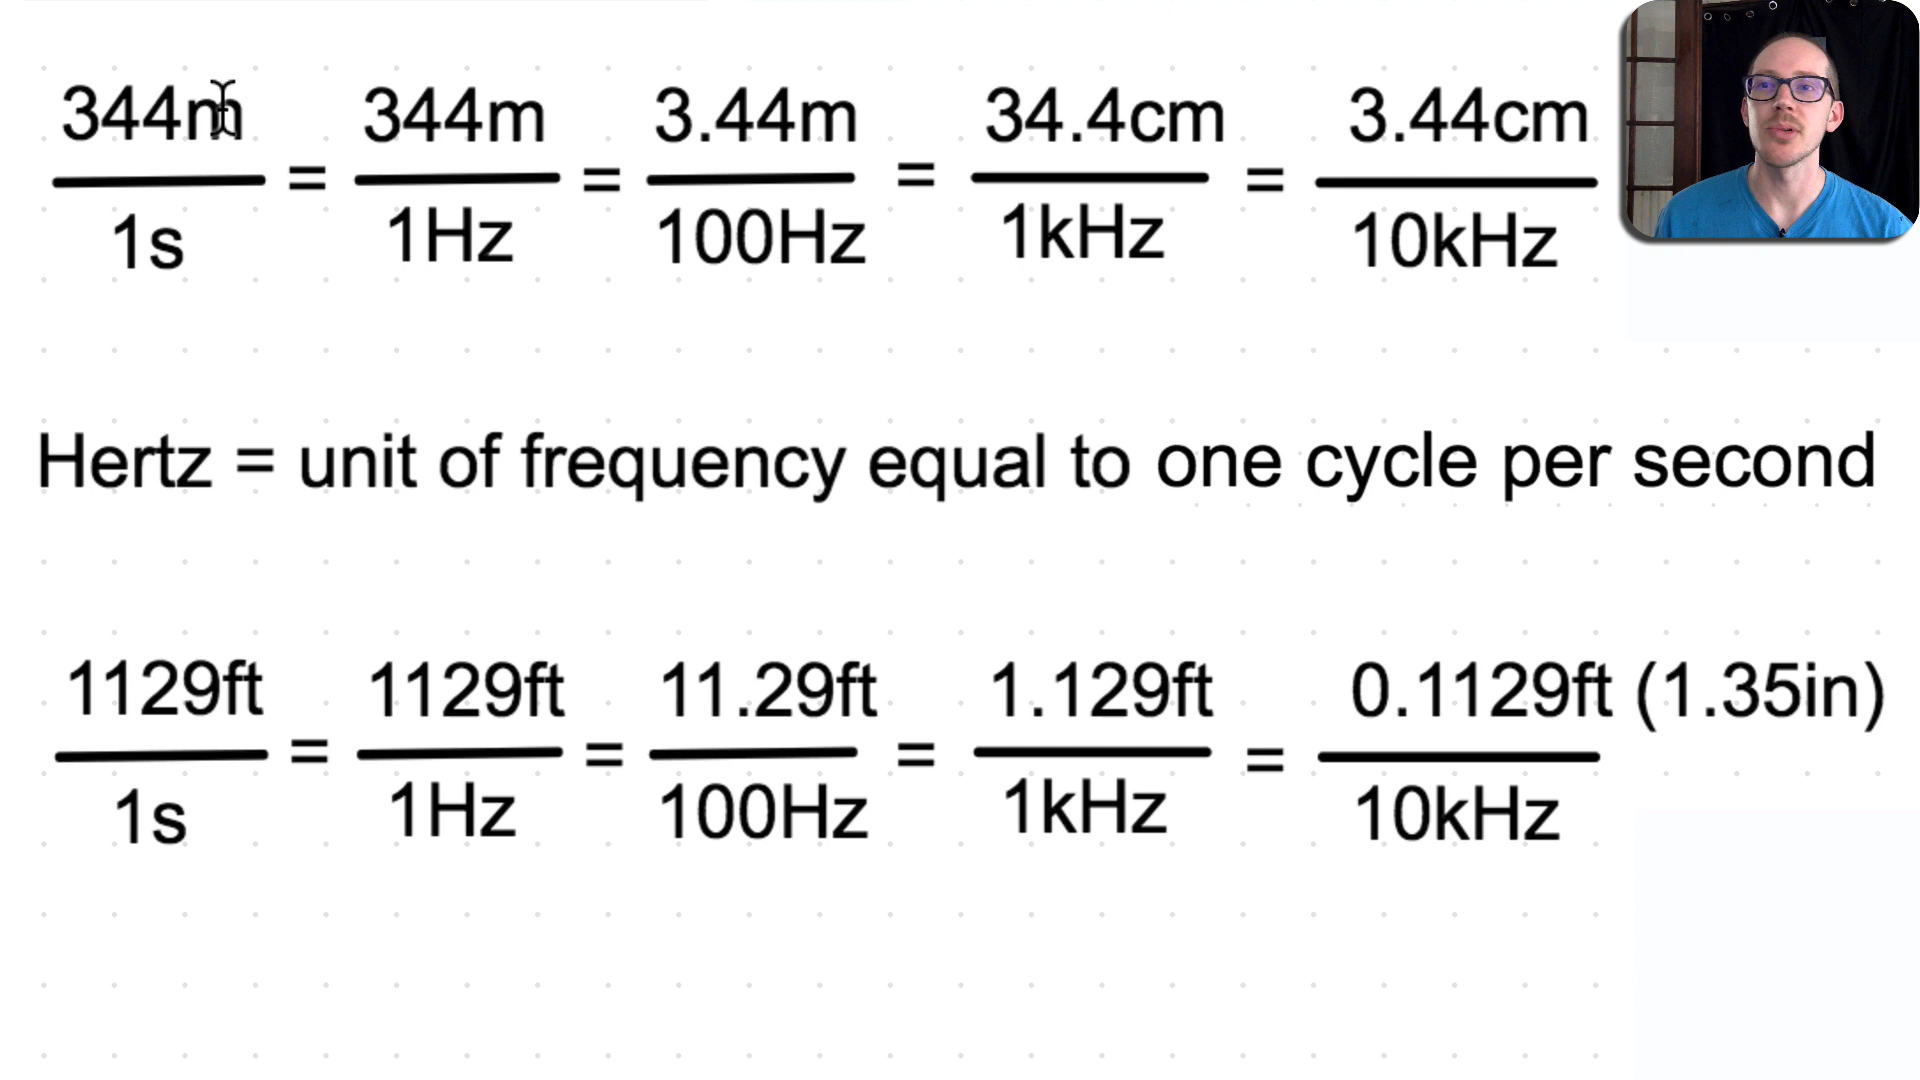 344m = 344m = 3.44m = 34.4cm = 3.44cm
1s 1Hz 100Hz 1kHz 10kHz
Hertz = unit of frequency equal to one cycle per second
1129ft = 1129ft = 11.29ft = 1.129ft = 0.1129ft (1.35in)
1s 1Hz 100Hz 1kHz 10kHz